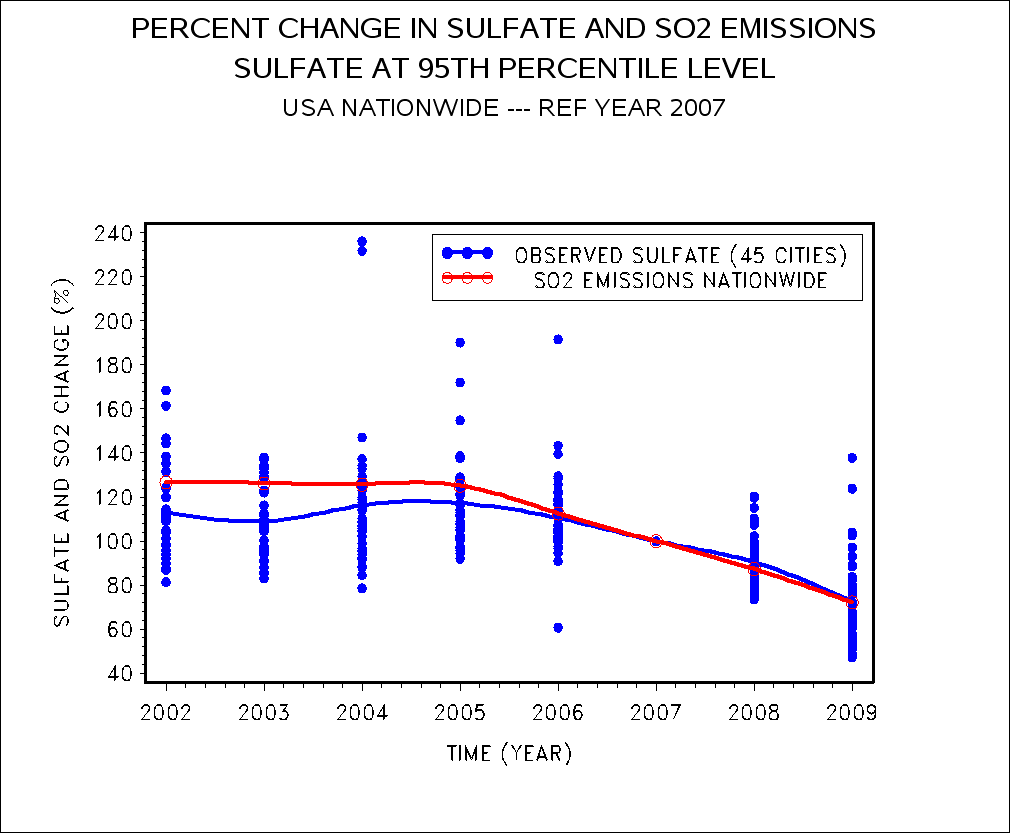 PERCENT CHANGE IN SULFATE AND SO2 EMISSIONS
SULFATE AT 95TH PERCENTILE LEVEL
USA NATIONWIDE --- REF YEAR 2007
OBSERVED SULFATE (45 CITIES)
SO2 EMISSIONS NATIONWIDE
SULFATE AND SO2 CHANGE (%)
240
220
200
180
160
140
120
100
80
60
40
2002 2003 2004 2005 2006 2007 2008 2009
TIME (YEAR)